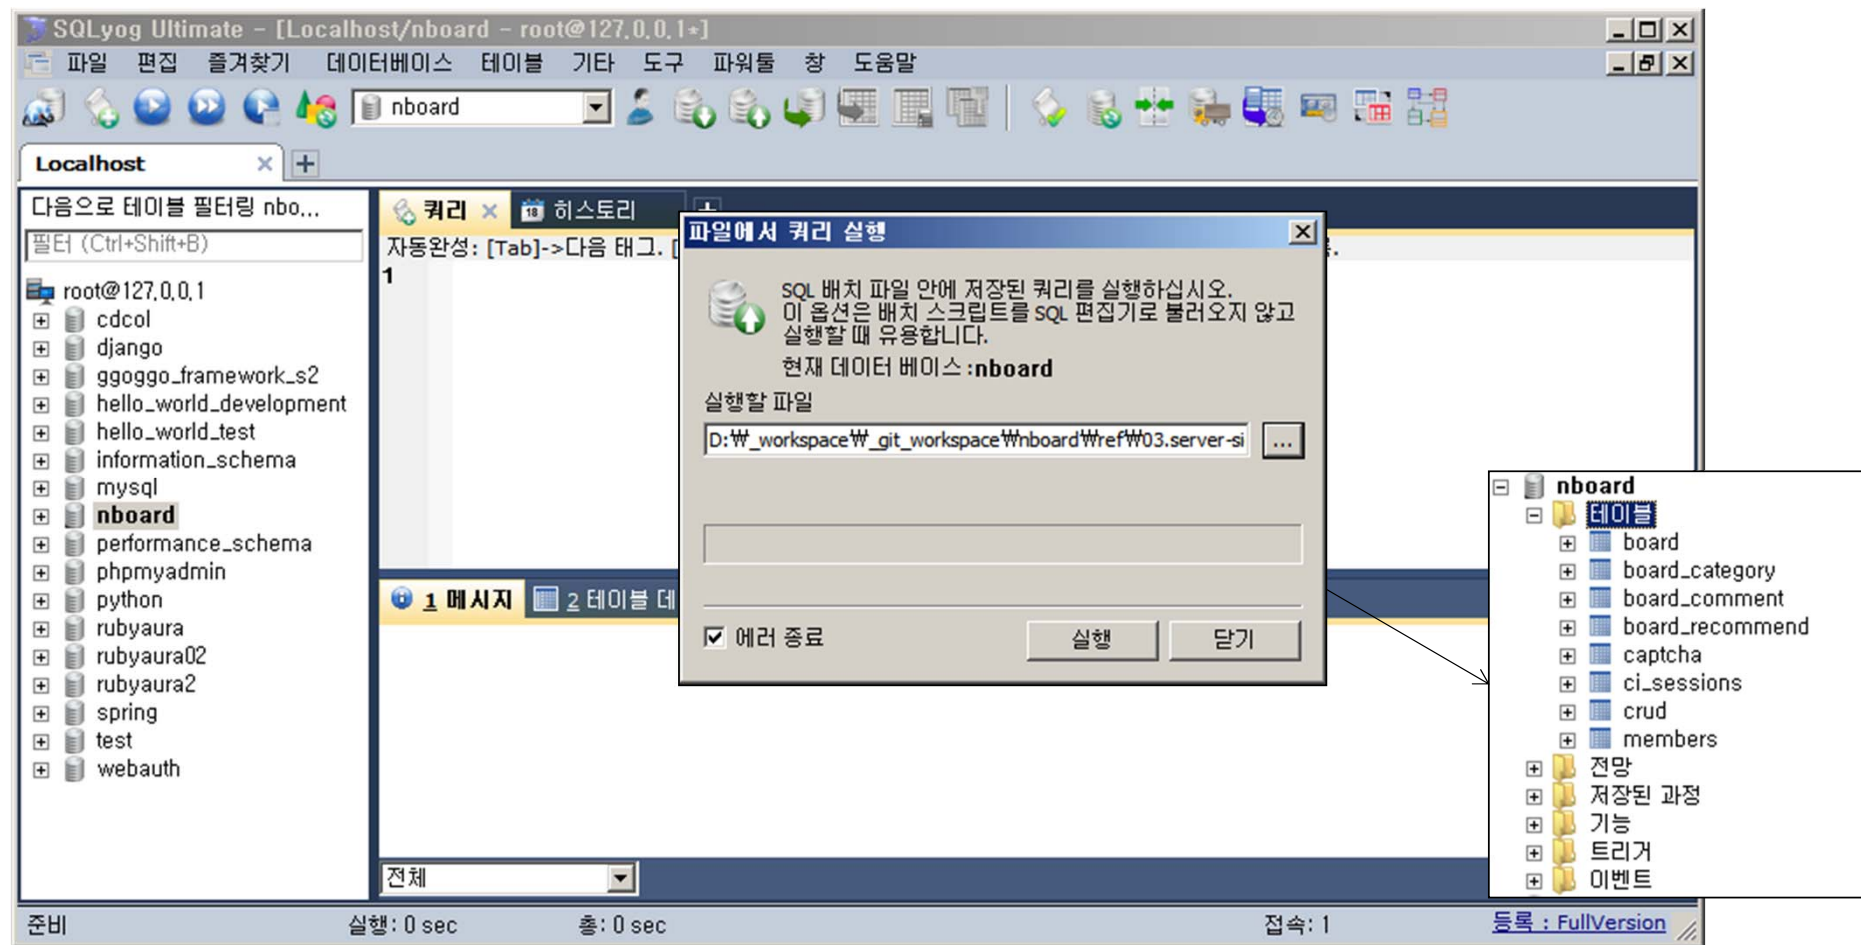 SQLyog Ultimate - [Localhost/nboard - root@127.0.0.1*]
파일 편집 즐겨찾기 데이터베이스 테이블 기타 도구 파워툴 창 도움말
nboard
Localhost
다음으로 테이블 필터링 nbo...
필터 (Ctrl+Shift+B)
root@127.0.0.1
cdcol
django
ggoggo_framework_s2
hello_world_development
hello_world_test
information_schema
mysql
nboard
performance_schema
phpmyadmin
python
rubyaura
rubyaura02
rubyaura2
spring
test
webauth
쿼리 히스토리
자동완성: [Tab]->다음 태그. [
1
파일에서 쿼리 실행
SQL 배치 파일 안에 저장된 쿼리를 실행하십시오.
이 옵션은 배치 스크립트를 SQL 편집기로 불러오지 않고
실행할 때 유용합니다.
현재 데이터 베이스 :nboard
실행할 파일
D:₩_workspace₩_git_workspace₩nboard₩ref₩03.server-si ...
에러 종료 실행 닫기
1 메시지 2 테이블 데
전체
nboard
테이블
board
board_category
board_comment
board_recommend
captcha
ci_sessions
crud
members
전망
저장된 과정
기능
트리거
이벤트
준비 실행: 0 sec 총: 0 sec 접속: 1 등록 : FullVersion